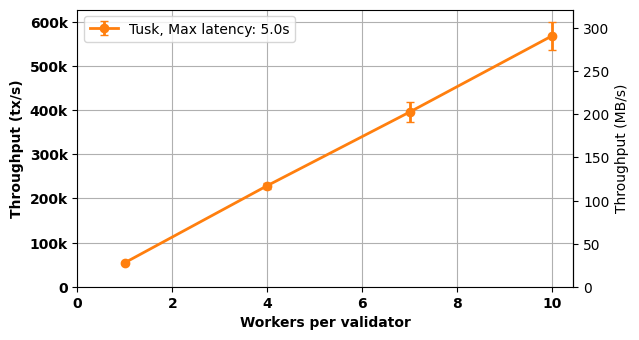 Tusk, Max latency: 5.0s
Throughput (tx/s)
600k
500k
400k
300k
200k
100k
0
300
250
200
150
100
50
0
Throughput (MB/s)
0 2 4 6 8 10
Workers per validator